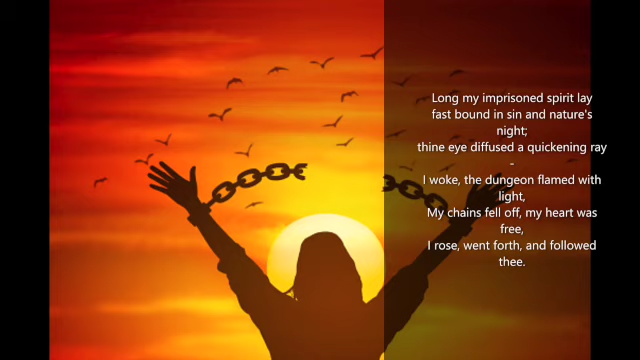 Long my imprisoned spirit lay
fast bound in sin and nature's
night;
thine eye diffused a quickening ray
-
I woke, the dungeon flamed with
light,
My chains fell off, my heart was
free,
I rose, went forth, and followed
thee.